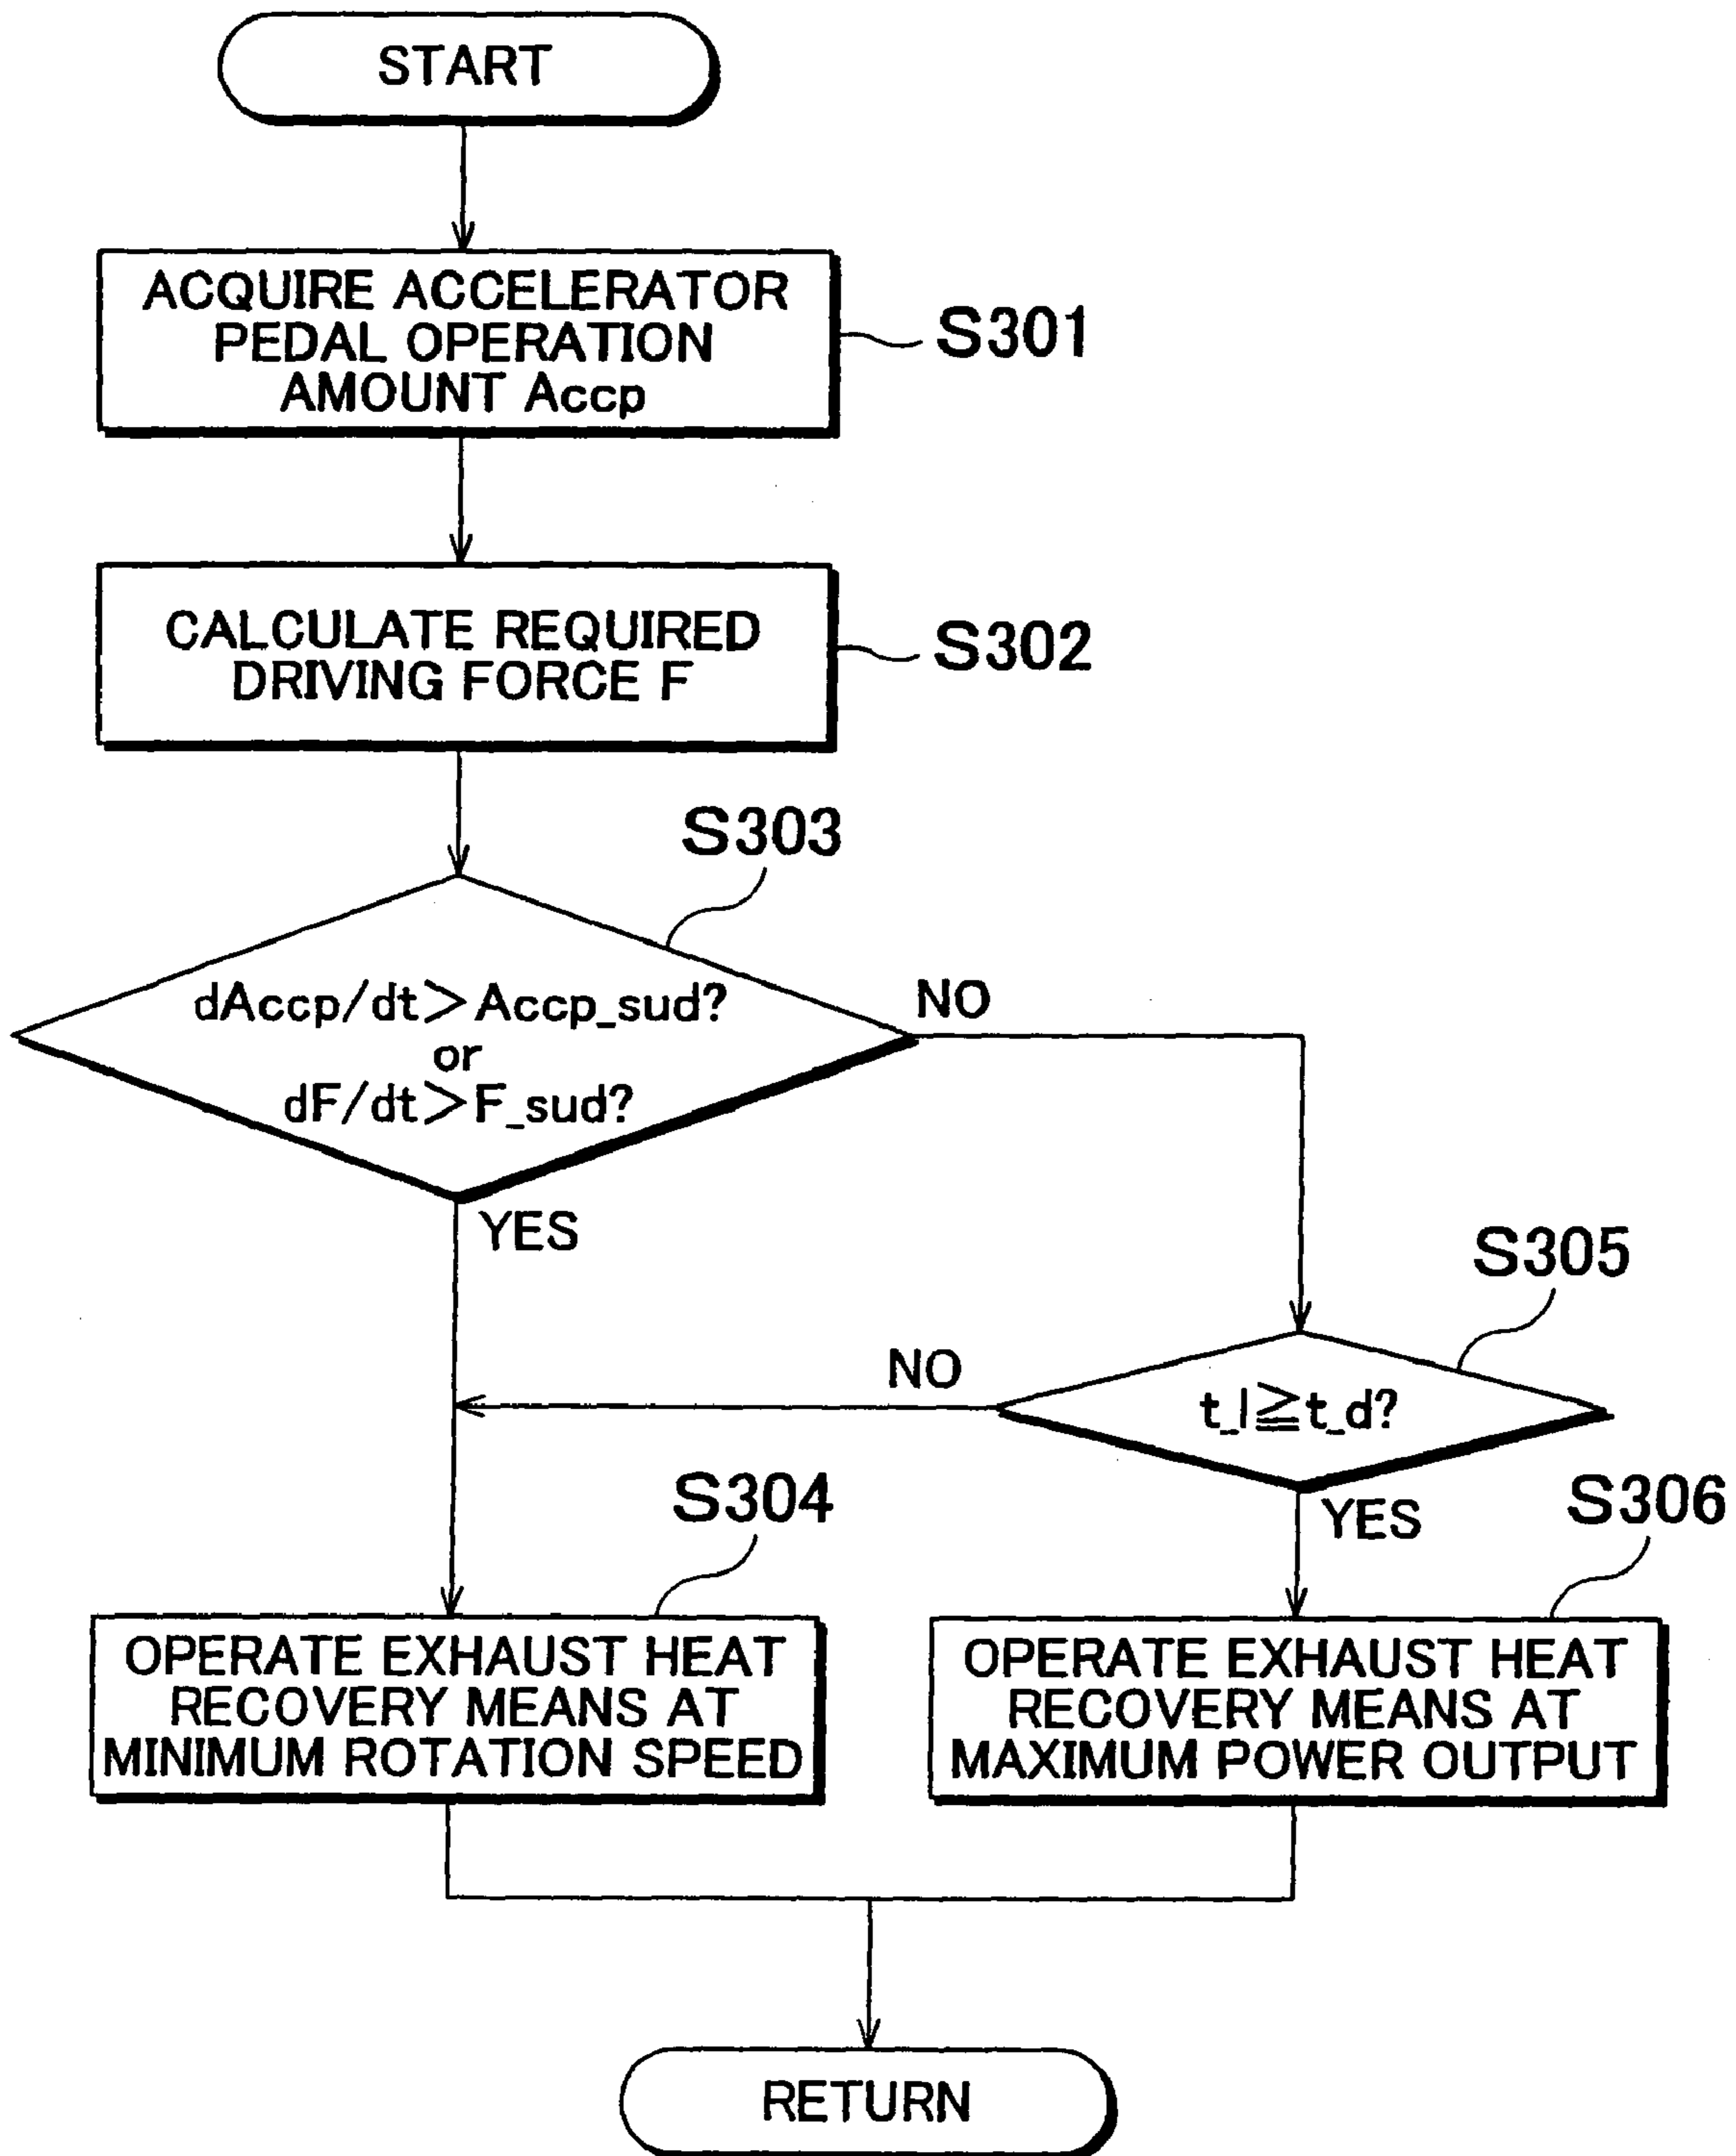 START
ACQUIRE ACCELERATOR
PEDAL OPERATION
AMOUNT Accp
S301
CALCULATE REQUIRED
DRIVING FORCE F
S302
S303
dAccp/dt>Accp_sud?
or
dF/dt>F_sud?
NO
YES
S305
NO
t_l≧t_d?
YES
S304
S306
OPERATE EXHAUST HEAT
RECOVERY MEANS AT
MINIMUM ROTATION SPEED
OPERATE EXHAUST HEAT
RECOVERY MEANS AT
MAXIMUM POWER OUTPUT
RETURN